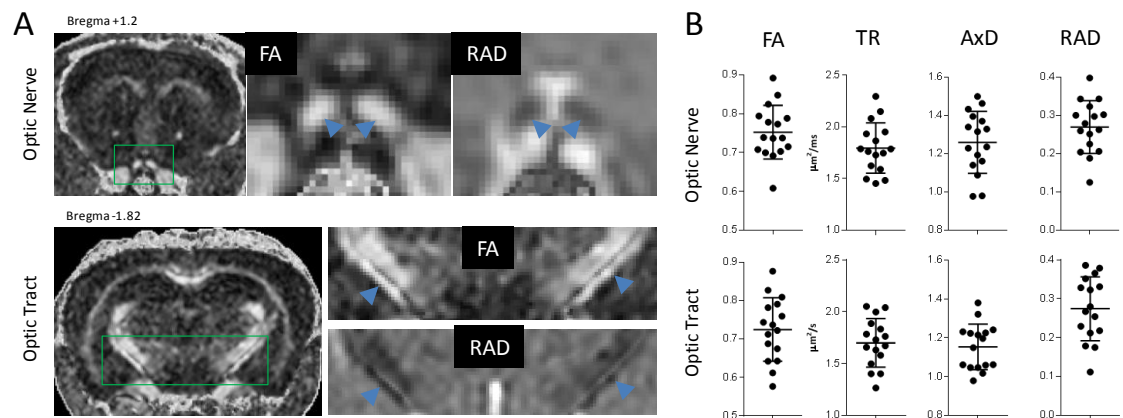 A
Bregma +1.2
Optic Nerve
FA
RAD
Bregma -1.82
Optic Tract
FA
RAD
B
FA TR AxD RAD
Optic Nerve
0.9
0.8
0.7
0.6
0.5
μm²/ms
2.5
2.0
1.5
1.0
1.6
1.4
1.2
1.0
0.8
0.4
0.3
0.2
0.1
0.0
Optic Tract
0.9
0.8
0.7
0.6
0.5
μm²/s
2.5
2.0
1.5
1.0
1.6
1.4
1.2
1.0
0.8
0.4
0.3
0.2
0.1
0.0